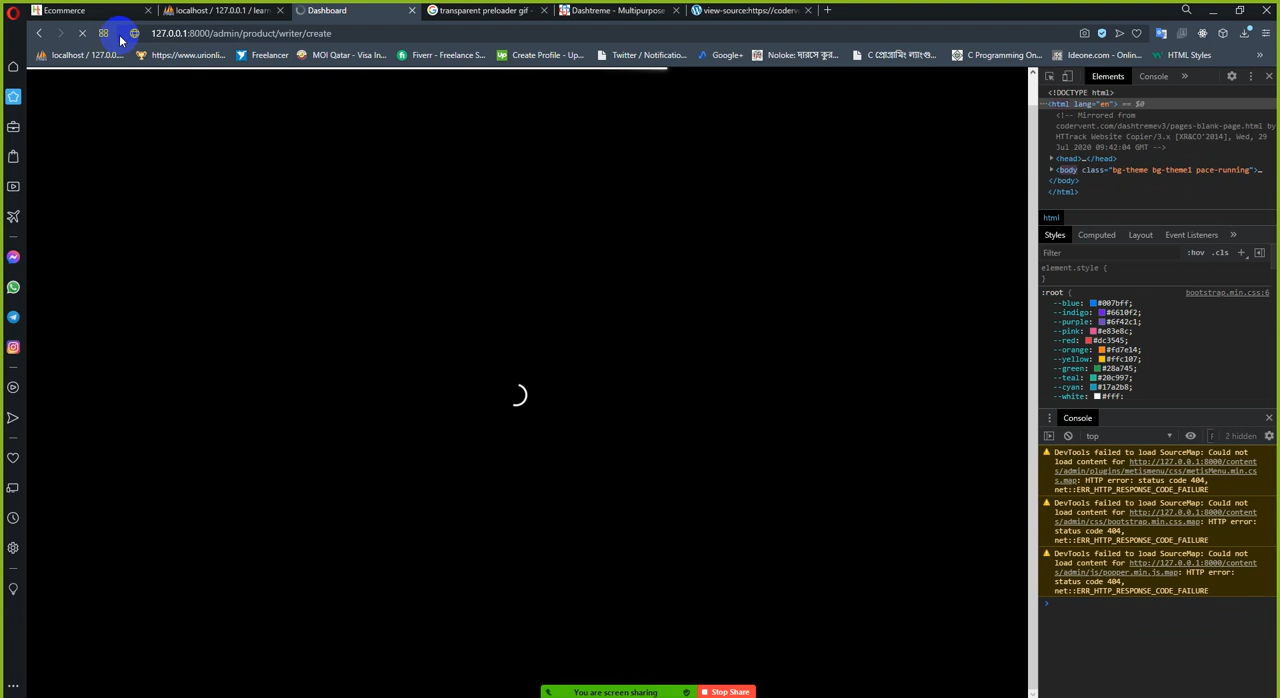 Ecommerce
localhost / 127.0.0.1 / learn
Dashboard
transparent preloader gif -
Dashtreme - Multipurpose
view-source:https://coderv
127.0.0.1:8000/admin/product/writer/create
localhost / 127.0.0....
https://www.urionli...
Freelancer
MOI Qatar - Visa In...
Fiverr - Freelance S...
Create Profile - Up...
Twitter / Notificatio...
Google+
Noloke: দারসে কুর...
C প্রোগ্রামিং ল্যাংগু...
C Programming On...
Ideone.com - Onlin...
HTML Styles
Elements
Console
<!DOCTYPE html>
<html lang="en"> == $0
<!-- Mirrored from
codervent.com/dashtremev3/pages-blank-page.html by
HTTrack Website Copier/3.x [XR&CO'2014], Wed, 29
Jul 2020 09:42:04 GMT -->
<head>…</head>
<body class="bg-theme bg-theme1 pace-running">…
</body>
</html>
html
Styles
Computed
Layout
Event Listeners
Filter
:hov .cls
element.style {
}
:root {
bootstrap.min.css:6
--blue: #007bff;
--indigo: #6610f2;
--purple: #6f42c1;
--pink: #e83e8c;
--red: #dc3545;
--orange: #fd7e14;
--yellow: #ffc107;
--green: #28a745;
--teal: #20c997;
--cyan: #17a2b8;
--white: #fff;
Console
top
2 hidden
DevTools failed to load SourceMap: Could not
load content for http://127.0.0.1:8000/content
s/admin/plugins/metismenu/css/metisMenu.min.cs
s.map: HTTP error: status code 404,
net::ERR_HTTP_RESPONSE_CODE_FAILURE
DevTools failed to load SourceMap: Could not
load content for http://127.0.0.1:8000/content
s/admin/css/bootstrap.min.css.map: HTTP error:
status code 404,
net::ERR_HTTP_RESPONSE_CODE_FAILURE
DevTools failed to load SourceMap: Could not
load content for http://127.0.0.1:8000/content
s/admin/js/popper.min.js.map: HTTP error:
status code 404,
net::ERR_HTTP_RESPONSE_CODE_FAILURE
You are screen sharing
Stop Share